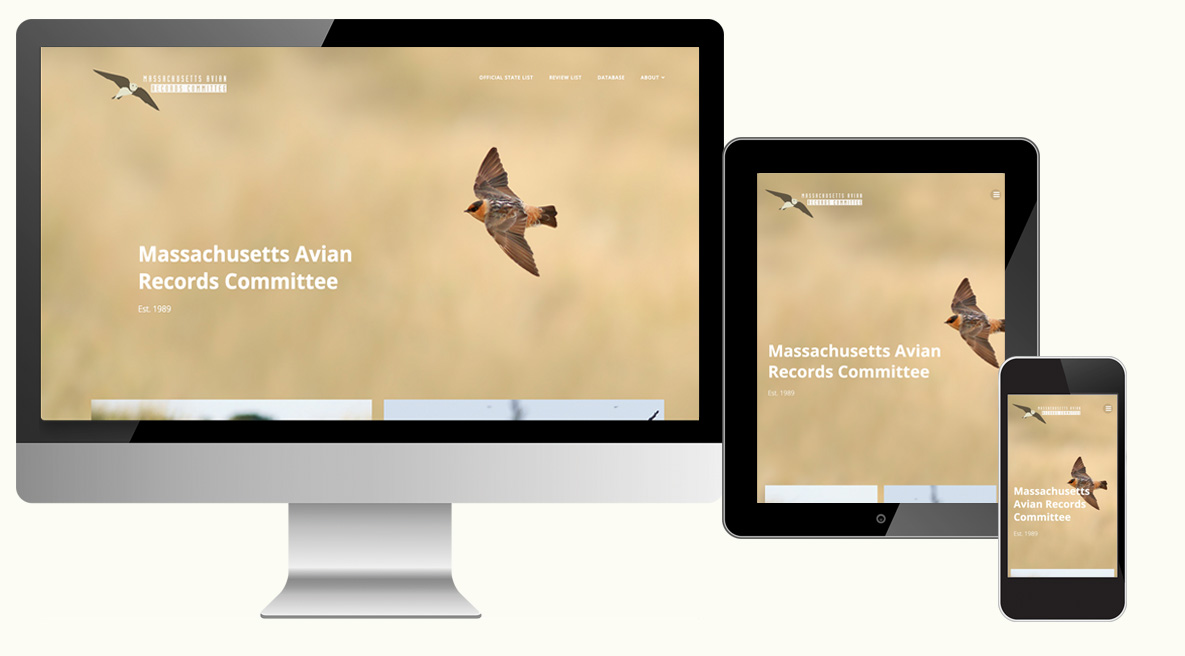 MASSACHUSETTS AVIAN
RECORDS COMMITTEE
OFFICIAL STATE LIST REVIEW LIST DATABASE ABOUT
Massachusetts Avian
Records Committee
Est. 1989
MASSACHUSETTS AVIAN
RECORDS COMMITTEE
Massachusetts Avian
Records Committee
Est. 1989
MASSACHUSETTS AVIAN
RECORDS COMMITTEE
Massachusetts
Avian Records
Committee
Est. 1989